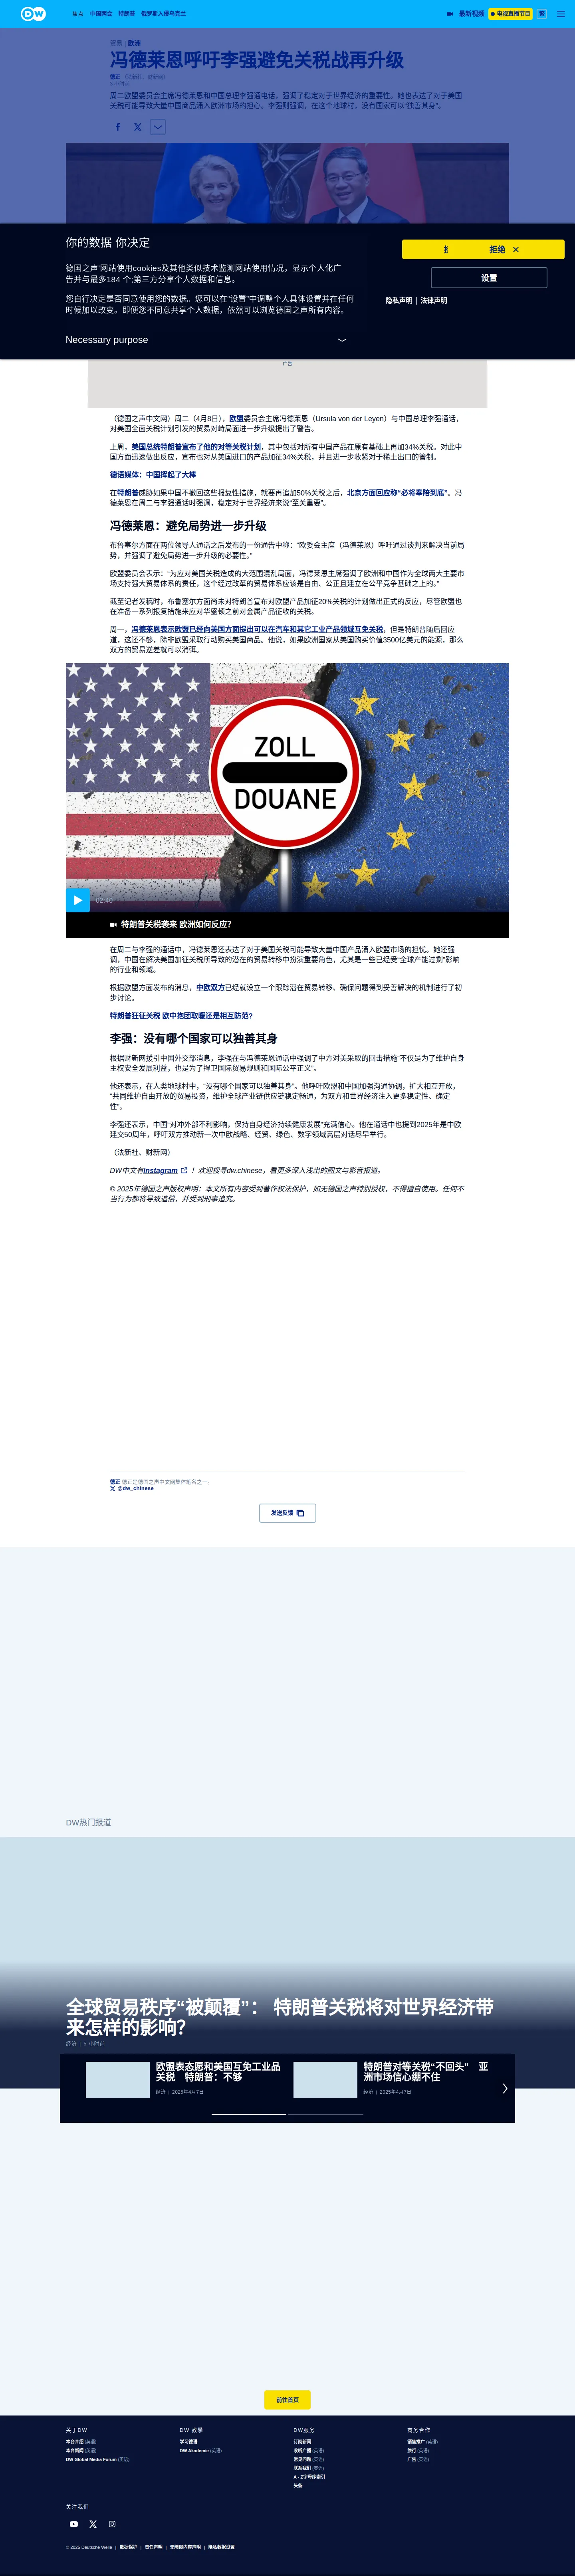 DW
焦点 中国两会 特朗普 俄罗斯入侵乌克兰
最新视频 电视直播节目 繁
贸易 | 欧洲
冯德莱恩呼吁李强避免关税战再升级
德正 （法新社、财新网）
9 小时前
周二欧盟委员会主席冯德莱恩和中国总理李强通电话，强调了稳定对于世界经济的重要性。她也表达了对于美国
关税可能导致大量中国商品涌入欧洲市场的担心。李强则强调，在这个地球村，没有国家可以“独善其身”。
你的数据 你决定
德国之声'网站使用cookies及其他类似技术监测网站使用情况，显示个人化广
告并与最多184 个;第三方分享个人数据和信息。
您自行决定是否同意使用您的数据。您可以在“设置”中调整个人具体设置并在任何
时候加以改变。即便您不同意共享个人数据，依然可以浏览德国之声所有内容。
Necessary purpose
拒绝
设置
隐私声明 | 法律声明
广告
（德国之声中文网）周二（4月8日），欧盟委员会主席冯德莱恩（Ursula von der Leyen）与中国总理李强通话，
对美国全面关税计划引发的贸易对峙局面进一步升级提出了警告。
上周，美国总统特朗普宣布了他的对等关税计划，其中包括对所有中国产品在原有基础上再加34%关税。对此中
国方面迅速做出反应，宣布也对从美国进口的产品加征34%关税，并且进一步收紧对于稀土出口的管制。
德语媒体：中国挥起了大棒
在特朗普威胁如果中国不撤回这些报复性措施，就要再追加50%关税之后，北京方面回应称“必将奉陪到底”。冯
德莱恩在周二与李强通话时强调，稳定对于世界经济来说“至关重要”。
冯德莱恩：避免局势进一步升级
布鲁塞尔方面在两位领导人通话之后发布的一份通告中称：“欧委会主席（冯德莱恩）呼吁通过谈判来解决当前局
势，并强调了避免局势进一步升级的必要性。”
欧盟委员会表示：“为应对美国关税造成的大范围混乱局面，冯德莱恩主席强调了欧洲和中国作为全球两大主要市
场支持强大贸易体系的责任，这个经过改革的贸易体系应该是自由、公正且建立在公平竞争基础之上的。”
截至记者发稿时，布鲁塞尔方面尚未对特朗普宣布对欧盟产品加征20%关税的计划做出正式的反应，尽管欧盟也
在准备一系列报复措施来应对华盛顿之前对金属产品征收的关税。
周一，冯德莱恩表示欧盟已经向美国方面提出可以在汽车和其它工业产品领域互免关税，但是特朗普随后回应
道，这还不够，除非欧盟采取行动购买美国商品。他说，如果欧洲国家从美国购买价值3500亿美元的能源，那么
双方的贸易逆差就可以消弭。
ZOLL
DOUANE
02:40
特朗普关税袭来 欧洲如何反应？
在周二与李强的通话中，冯德莱恩还表达了对于美国关税可能导致大量中国产品涌入欧盟市场的担忧。她还强
调，中国在解决美国加征关税所导致的潜在的贸易转移中扮演重要角色，尤其是一些已经受“全球产能过剩”影响
的行业和领域。
根据欧盟方面发布的消息，中欧双方已经就设立一个跟踪潜在贸易转移、确保问题得到妥善解决的机制进行了初
步讨论。
特朗普狂征关税 欧中抱团取暖还是相互防范？
李强：没有哪个国家可以独善其身
根据财新网援引中国外交部消息，李强在与冯德莱恩通话中强调了中方对美采取的回击措施“不仅是为了维护自身
主权安全发展利益，也是为了捍卫国际贸易规则和国际公平正义”。
他还表示，在人类地球村中，“没有哪个国家可以独善其身”。他呼吁欧盟和中国加强沟通协调，扩大相互开放，
“共同维护自由开放的贸易投资，维护全球产业链供应链稳定畅通，为双方和世界经济注入更多稳定性、确定
性”。
李强还表示，中国“对冲外部不利影响，保持自身经济持续健康发展”充满信心。他在通话中也提到2025年是中欧
建交50周年，呼吁双方推动新一次中欧战略、经贸、绿色、数字领域高层对话尽早举行。
（法新社、财新网）
DW中文有Instagram ！欢迎搜寻dw.chinese，看更多深入浅出的图文与影音报道。
© 2025年德国之声版权声明：本文所有内容受到著作权法保护，如无德国之声特别授权，不得擅自使用。任何不
当行为都将导致追偿，并受到刑事追究。
德正 德正是德国之声中文网集体笔名之一。
@dw_chinese
发送反馈
DW热门报道
全球贸易秩序“被颠覆”： 特朗普关税将对世界经济带
来怎样的影响？
经济 | 5 小时前
欧盟表态愿和美国互免工业品
关税 特朗普：不够
经济 | 2025年4月7日
特朗普对等关税“不回头” 亚
洲市场信心绷不住
经济 | 2025年4月7日
前往首页
关于DW
本台介绍 (英语)
本台新闻 (英语)
DW Global Media Forum (英语)
DW 教學
学习德语
DW Akademie (英语)
DW服务
订阅新闻
收听广播 (英语)
常见问题 (英语)
联系我们 (英语)
A - Z字母序索引
头条
商务合作
销售推广 (英语)
旅行 (英语)
广告 (英语)
关注我们
© 2025 Deutsche Welle | 数据保护 | 责任声明 | 无障碍内容声明 | 隐私数据设置